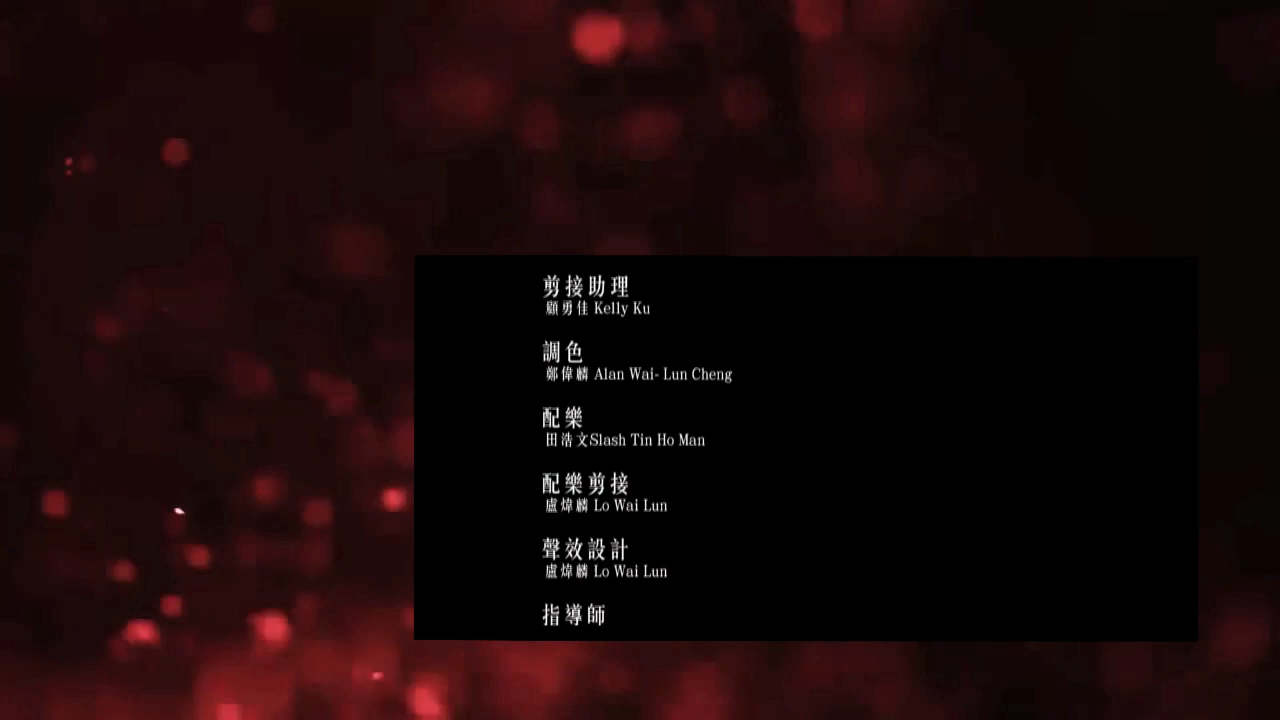 剪接助理
顧勇佳 Kelly Ku
調色
鄭偉麟 Alan Wai- Lun Cheng
配樂
田浩文Slash Tin Ho Man
配樂剪接
盧煒麟 Lo Wai Lun
聲效設計
盧煒麟 Lo Wai Lun
指導師